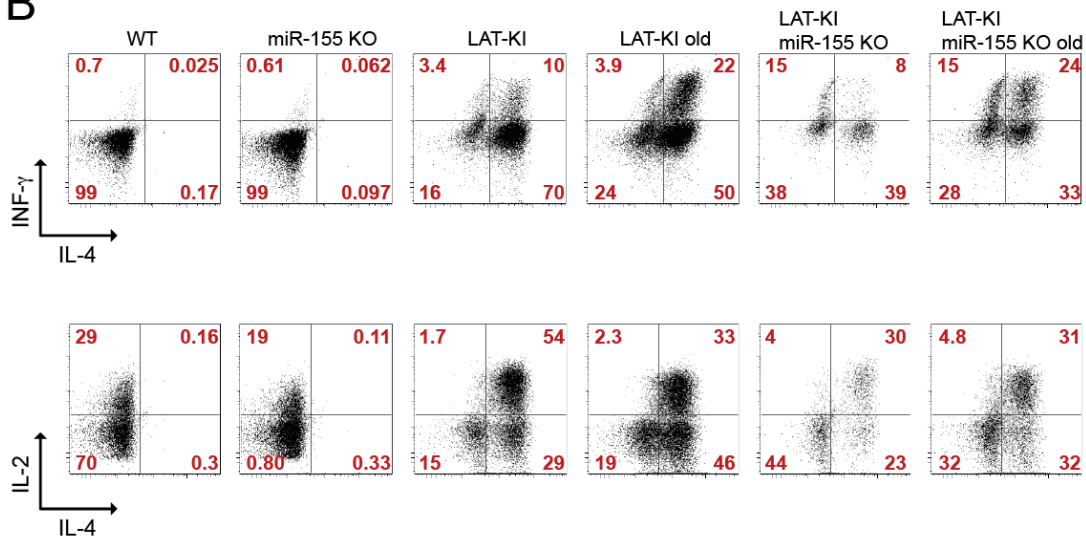 B
WT
miR-155 KO
LAT-KI
LAT-KI old
LAT-KI
miR-155 KO
LAT-KI
miR-155 KO old
0.7 0.025
99 0.17
0.61 0.062
99 0.097
3.4 10
16 70
3.9 22
24 50
15 8
38 39
15 24
28 33
INF-γ
IL-4
29 0.16
70 0.3
19 0.11
0.80 0.33
1.7 54
15 29
2.3 33
19 46
4 30
44 23
4.8 31
32 32
IL-2
IL-4